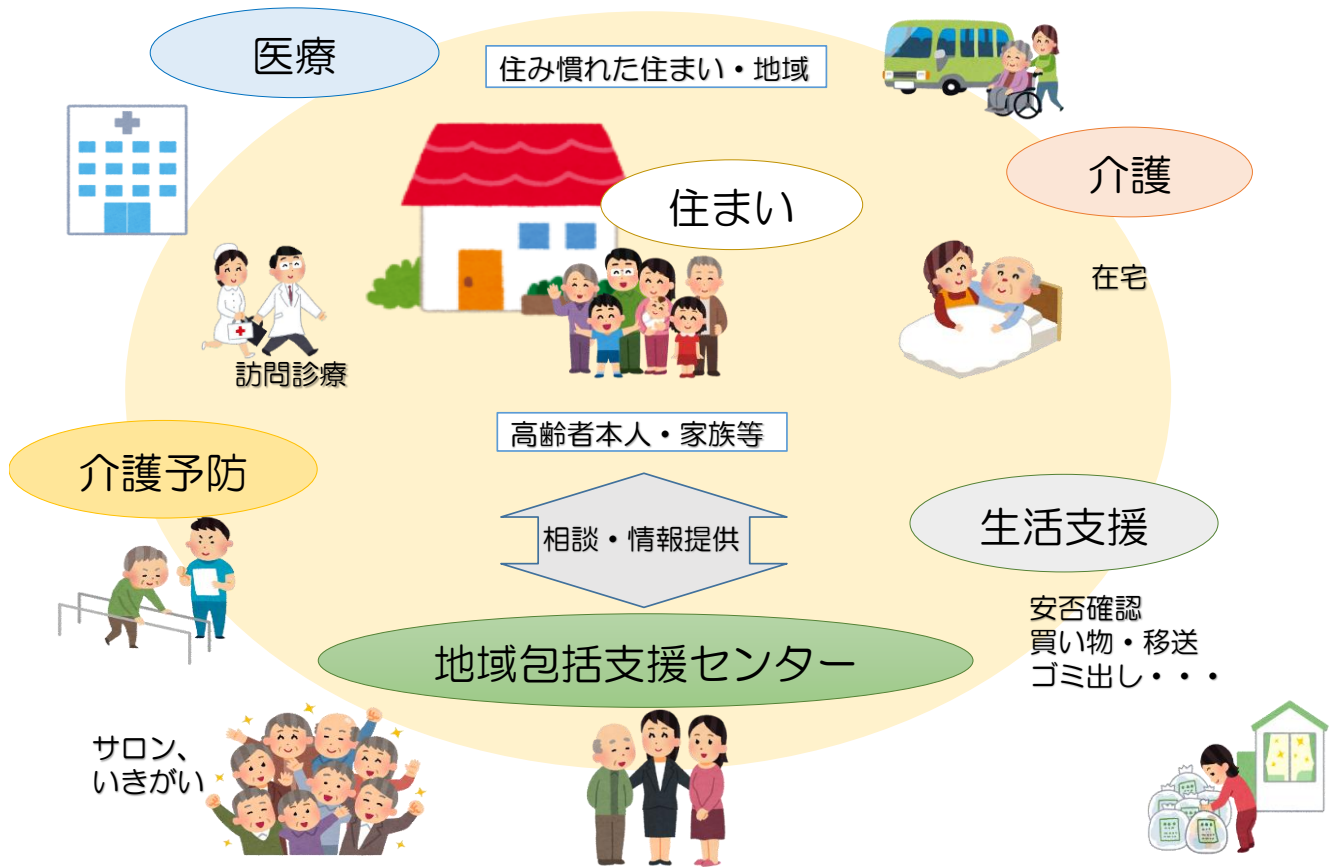 医療
住み慣れた住まい・地域
介護
住まい
在宅
訪問診療
高齢者本人・家族等
介護予防
相談・情報提供
生活支援
安否確認
買い物・移送
ゴミ出し・・・
地域包括支援センター
サロン、
いきがい